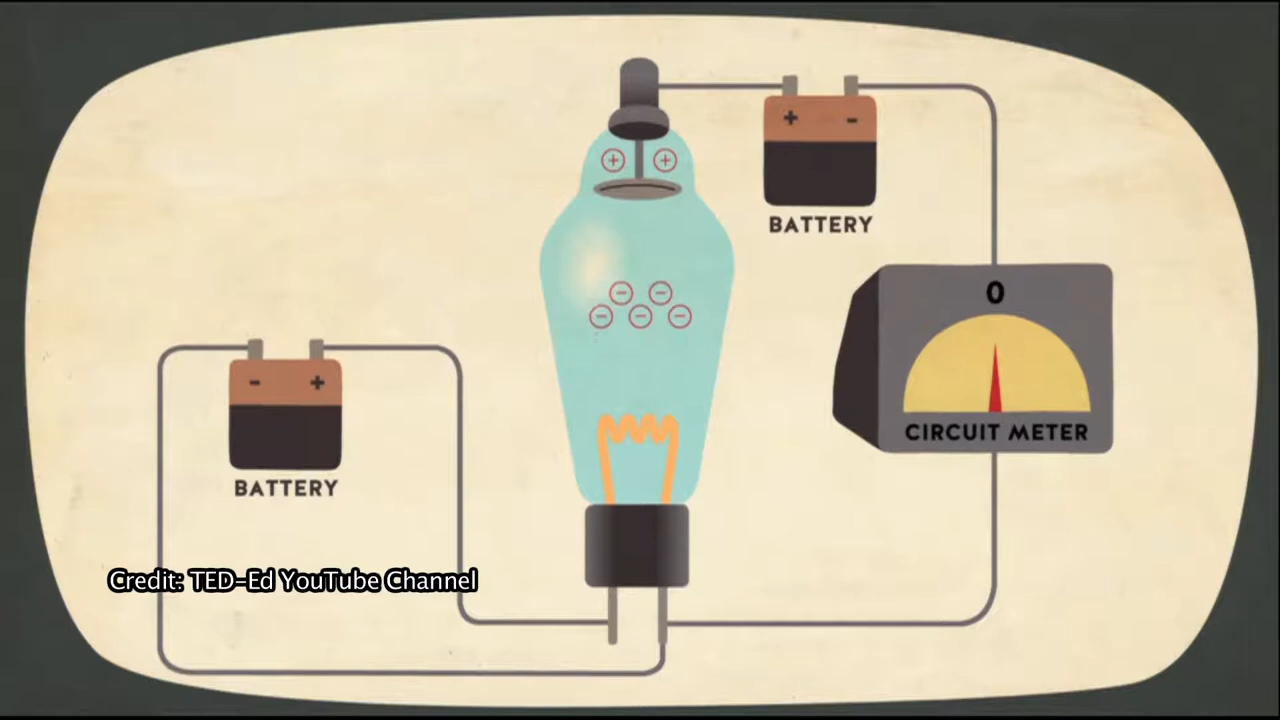 + -
BATTERY
0
CIRCUIT METER
- +
BATTERY
Credit: TED-Ed YouTube Channel